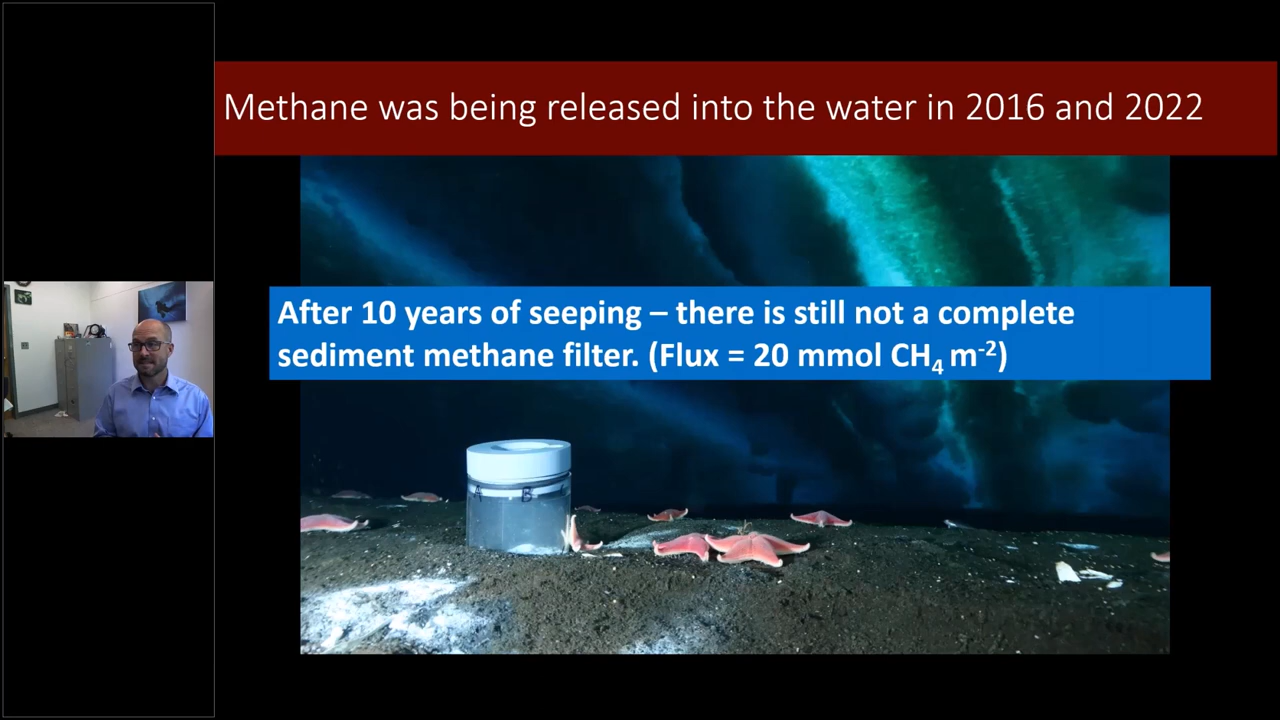 Methane was being released into the water in 2016 and 2022
After 10 years of seeping – there is still not a complete
sediment methane filter. (Flux = 20 mmol CH₄ m⁻²)
A B